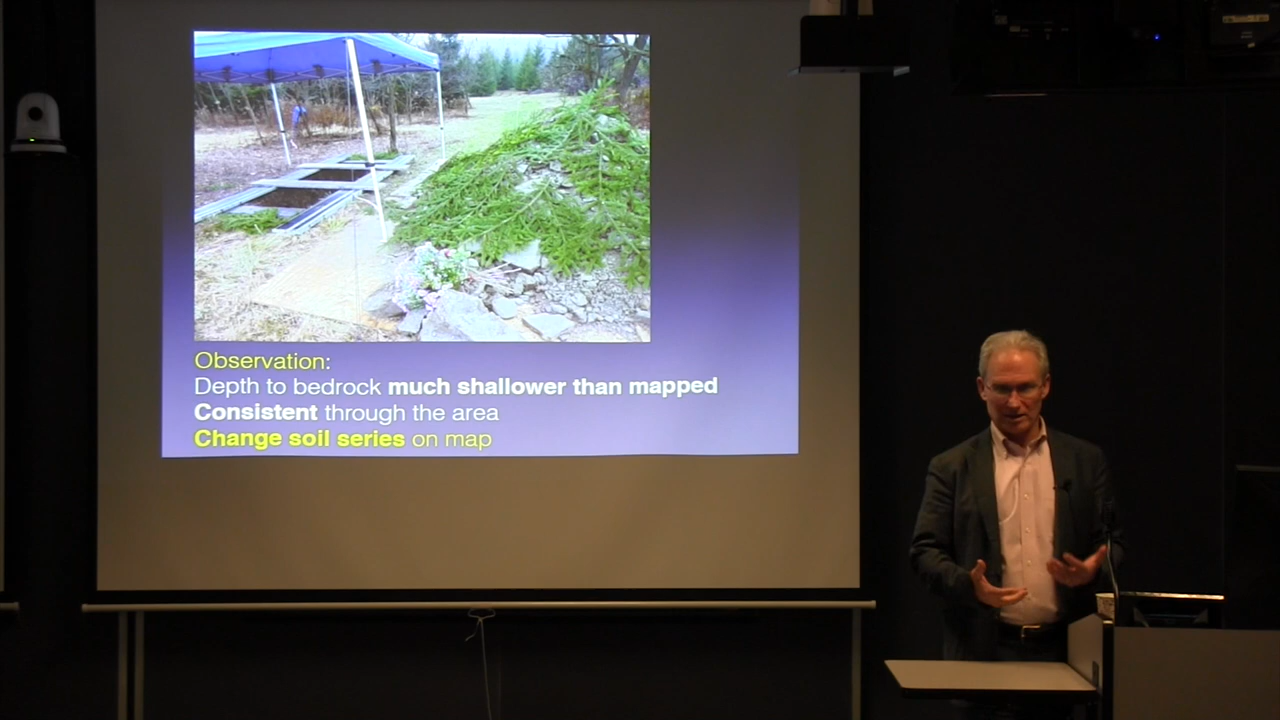 Observation:
Depth to bedrock much shallower than mapped
Consistent through the area
Change soil series on map